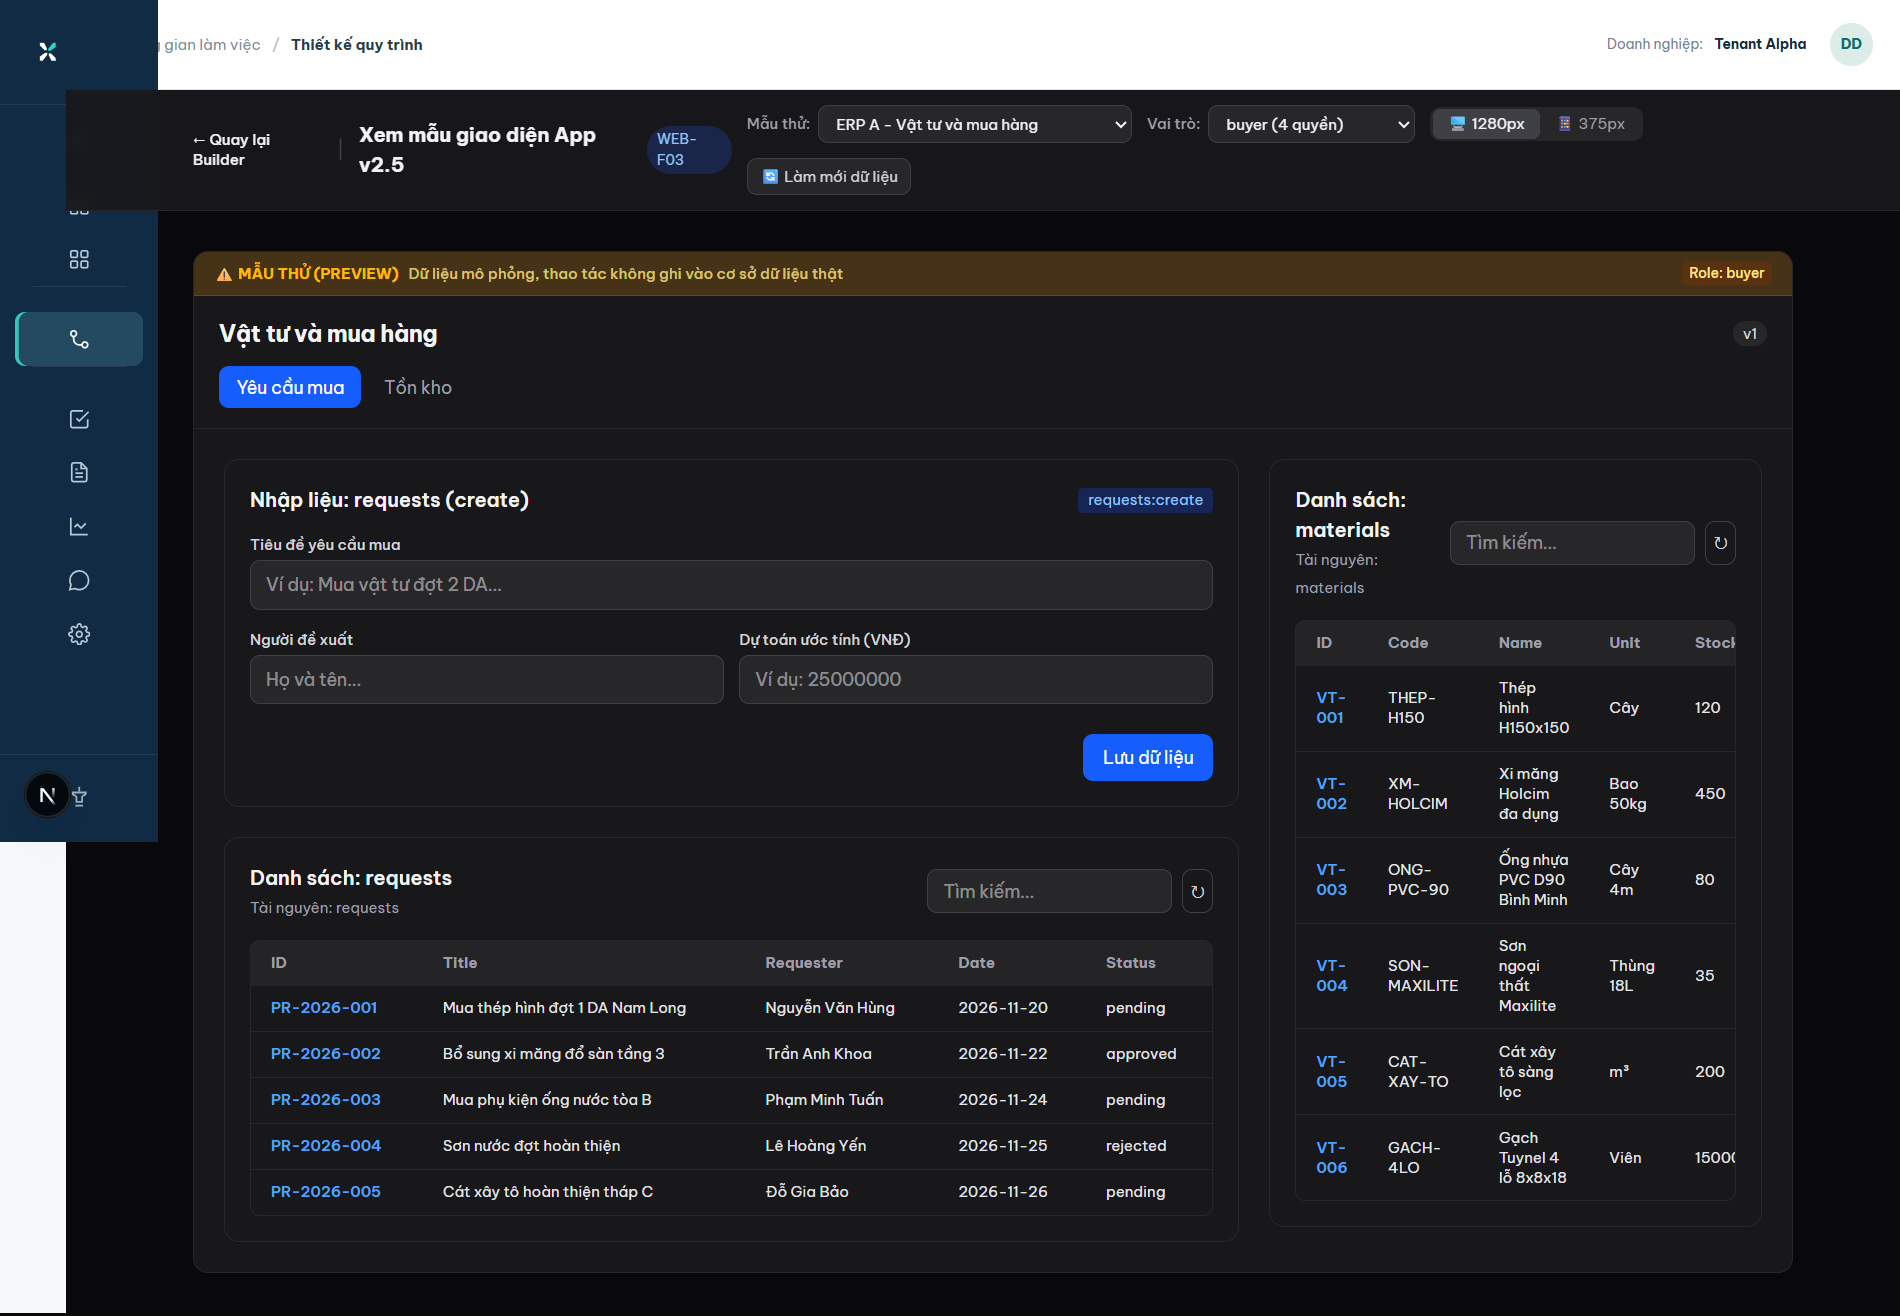 gian làm việc / Thiết kế quy trình
Doanh nghiệp: Tenant Alpha
DD
← Quay lại
Builder
Xem mẫu giao diện App
v2.5
WEB-
F03
Mẫu thử:
ERP A - Vật tư và mua hàng
Vai trò:
buyer (4 quyền)
1280px
375px
Làm mới dữ liệu
MẪU THỬ (PREVIEW) Dữ liệu mô phỏng, thao tác không ghi vào cơ sở dữ liệu thật
Role: buyer
Vật tư và mua hàng
v1
Yêu cầu mua
Tồn kho
Nhập liệu: requests (create)
requests:create
Tiêu đề yêu cầu mua
Ví dụ: Mua vật tư đợt 2 DA...
Người đề xuất
Họ và tên...
Dự toán ước tính (VNĐ)
Ví dụ: 25000000
Lưu dữ liệu
Danh sách: requests
Tài nguyên: requests
Tìm kiếm...
ID Title Requester Date Status
PR-2026-001 Mua thép hình đợt 1 DA Nam Long Nguyễn Văn Hùng 2026-11-20 pending
PR-2026-002 Bổ sung xi măng đổ sàn tầng 3 Trần Anh Khoa 2026-11-22 approved
PR-2026-003 Mua phụ kiện ống nước tòa B Phạm Minh Tuấn 2026-11-24 pending
PR-2026-004 Sơn nước đợt hoàn thiện Lê Hoàng Yến 2026-11-25 rejected
PR-2026-005 Cát xây tô hoàn thiện tháp C Đỗ Gia Bảo 2026-11-26 pending
Danh sách:
materials
Tài nguyên:
materials
Tìm kiếm...
ID Code Name Unit Stock
VT-
001
THEP-
H150
Thép
hình
H150x150
Cây
120
VT-
002
XM-
HOLCIM
Xi măng
Holcim
đa dụng
Bao
50kg
450
VT-
003
ONG-
PVC-90
Ống nhựa
PVC D90
Bình Minh
Cây
4m
80
VT-
004
SON-
MAXILITE
Sơn
ngoại
thất
Maxilite
Thùng
18L
35
VT-
005
CAT-
XAY-TO
Cát xây
tô sàng
lọc
m³
200
VT-
006
GACH-
4LO
Gạch
Tuynel 4
lỗ 8x8x18
Viên
15000
N